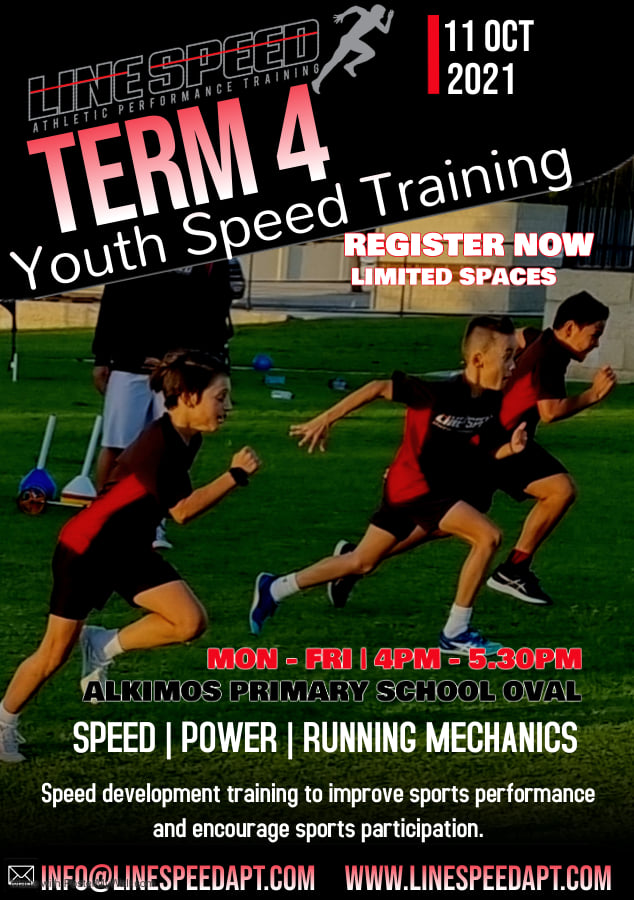 LINE SPEED
ATHLETIC PERFORMANCE TRAINING
11 OCT
2021
TERM 4
Youth Speed Training
REGISTER NOW
LIMITED SPACES
MON - FRI | 4PM - 5.30PM
ALKIMOS PRIMARY SCHOOL OVAL
SPEED | POWER | RUNNING MECHANICS
Speed development training to improve sports performance
and encourage sports participation.
INFO@LINESPEEDAPT.COM WWW.LINESPEEDAPT.COM